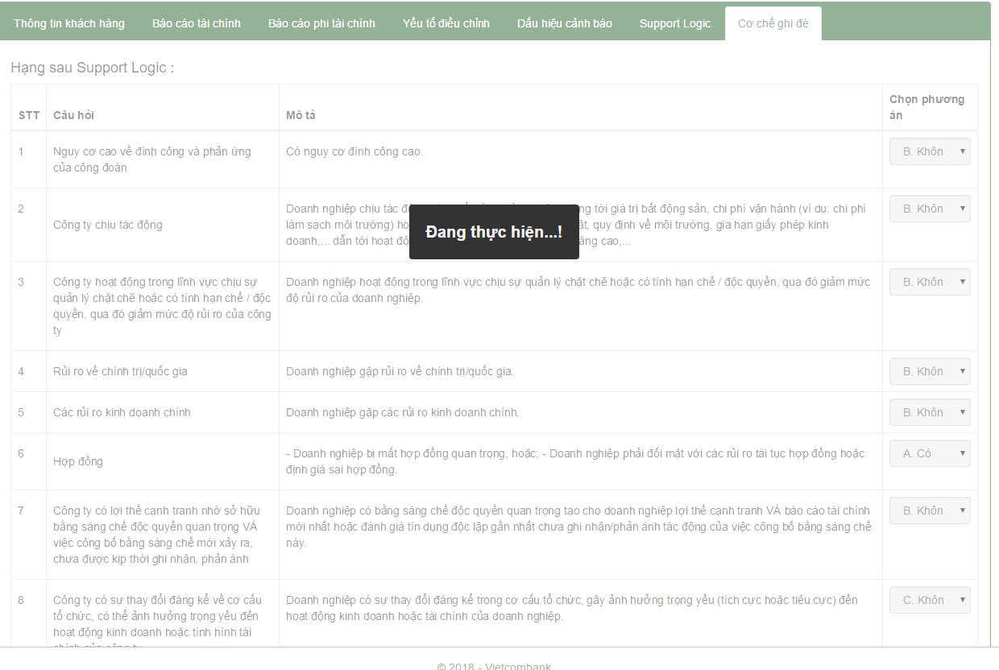 Thông tin khách hàng Báo cáo tài chính Báo cáo phi tài chính Yếu tố điều chỉnh Dấu hiệu cảnh báo Support Logic Cơ chế ghi đè
Hạng sau Support Logic :
STT Câu hỏi Mô tả Chọn phương
án
1 Nguy cơ cao về đình công và phản ứng
của công đoàn
Có nguy cơ đình công cao.
B. Khôn
2 Công ty chịu tác động
Doanh nghiệp chịu tác tới giá trị bất động sản, chi phí vận hành (ví dụ: chi phí
làm sạch môi trường) quy định về môi trường, gia hạn giấy phép kinh
doanh,... dẫn tới hoạt cao,...
B. Khôn
Đang thực hiện...!
3 Công ty hoạt động trong lĩnh vực chịu sự
quản lý chặt chẽ hoặc có tính hạn chế / độc
quyền, qua đó giảm mức độ rủi ro của công
ty
Doanh nghiệp hoạt động trong lĩnh vực chịu sự quản lý chặt chẽ hoặc có tính hạn chế / độc quyền, qua đó giảm mức
độ rủi ro của doanh nghiệp.
B. Khôn
4 Rủi ro về chính trị/quốc gia
Doanh nghiệp gặp rủi ro về chính trị/quốc gia.
B. Khôn
5 Các rủi ro kinh doanh chính
Doanh nghiệp gặp các rủi ro kinh doanh chính.
B. Khôn
6 Hợp đồng
- Doanh nghiệp bị mất hợp đồng quan trọng, hoặc; - Doanh nghiệp phải đối mặt với các rủi ro tái tục hợp đồng hoặc
định giá sai hợp đồng.
A. Có
7 Công ty có lợi thế cạnh tranh nhờ sở hữu
bằng sáng chế độc quyền quan trọng VÀ
việc công bố bằng sáng chế mới xảy ra,
chưa được kịp thời ghi nhận, phản ánh
Doanh nghiệp có bằng sáng chế độc quyền quan trọng tạo cho doanh nghiệp lợi thế cạnh tranh VÀ báo cáo tài chính
mới nhất hoặc đánh giá tín dụng độc lập gần nhất chưa ghi nhận/phản ánh tác động của việc công bố bằng sáng chế
này.
B. Khôn
8 Công ty có sự thay đổi đáng kể về cơ cấu
tổ chức, có thể ảnh hưởng trọng yếu đến
hoạt động kinh doanh hoặc tình hình tài
chính của công ty
Doanh nghiệp có sự thay đổi đáng kể trong cơ cấu tổ chức, gây ảnh hưởng trọng yếu (tích cực hoặc tiêu cực) đến
hoạt động kinh doanh hoặc tài chính của doanh nghiệp.
C. Khôn
© 2018 - Vietcombank